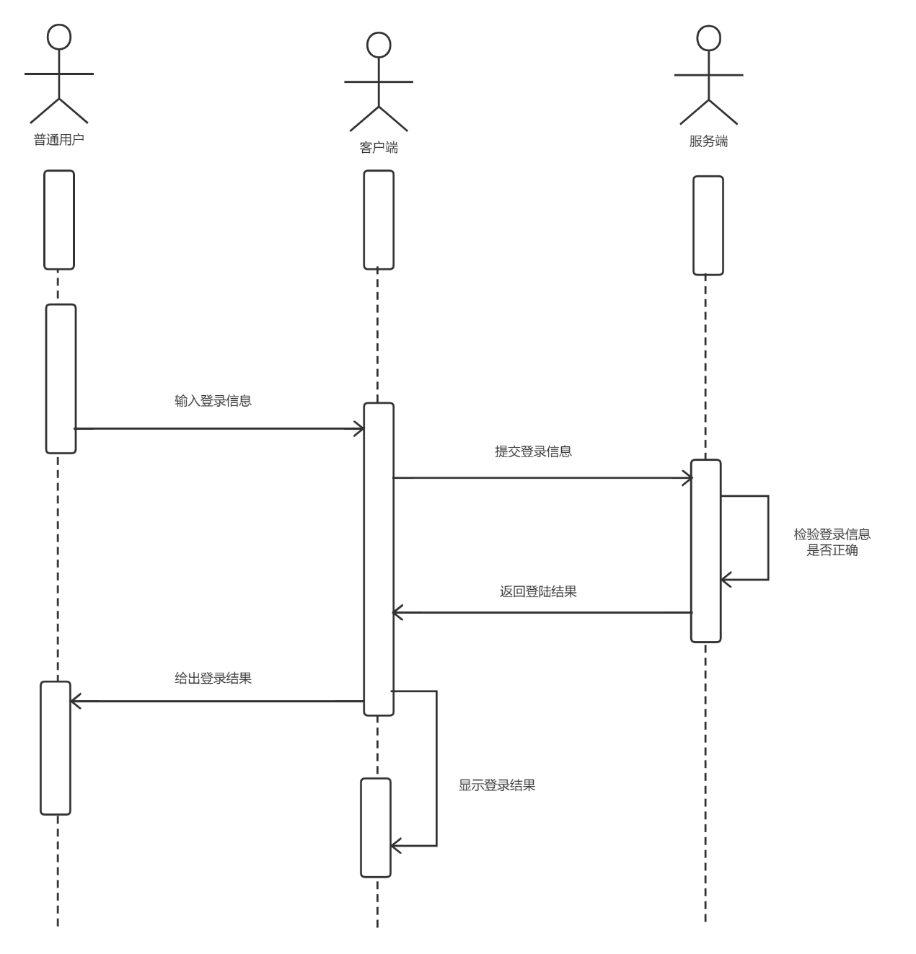 普通用户
客户端
服务端
输入登录信息
提交登录信息
检验登录信息
是否正确
返回登陆结果
给出登录结果
显示登录结果